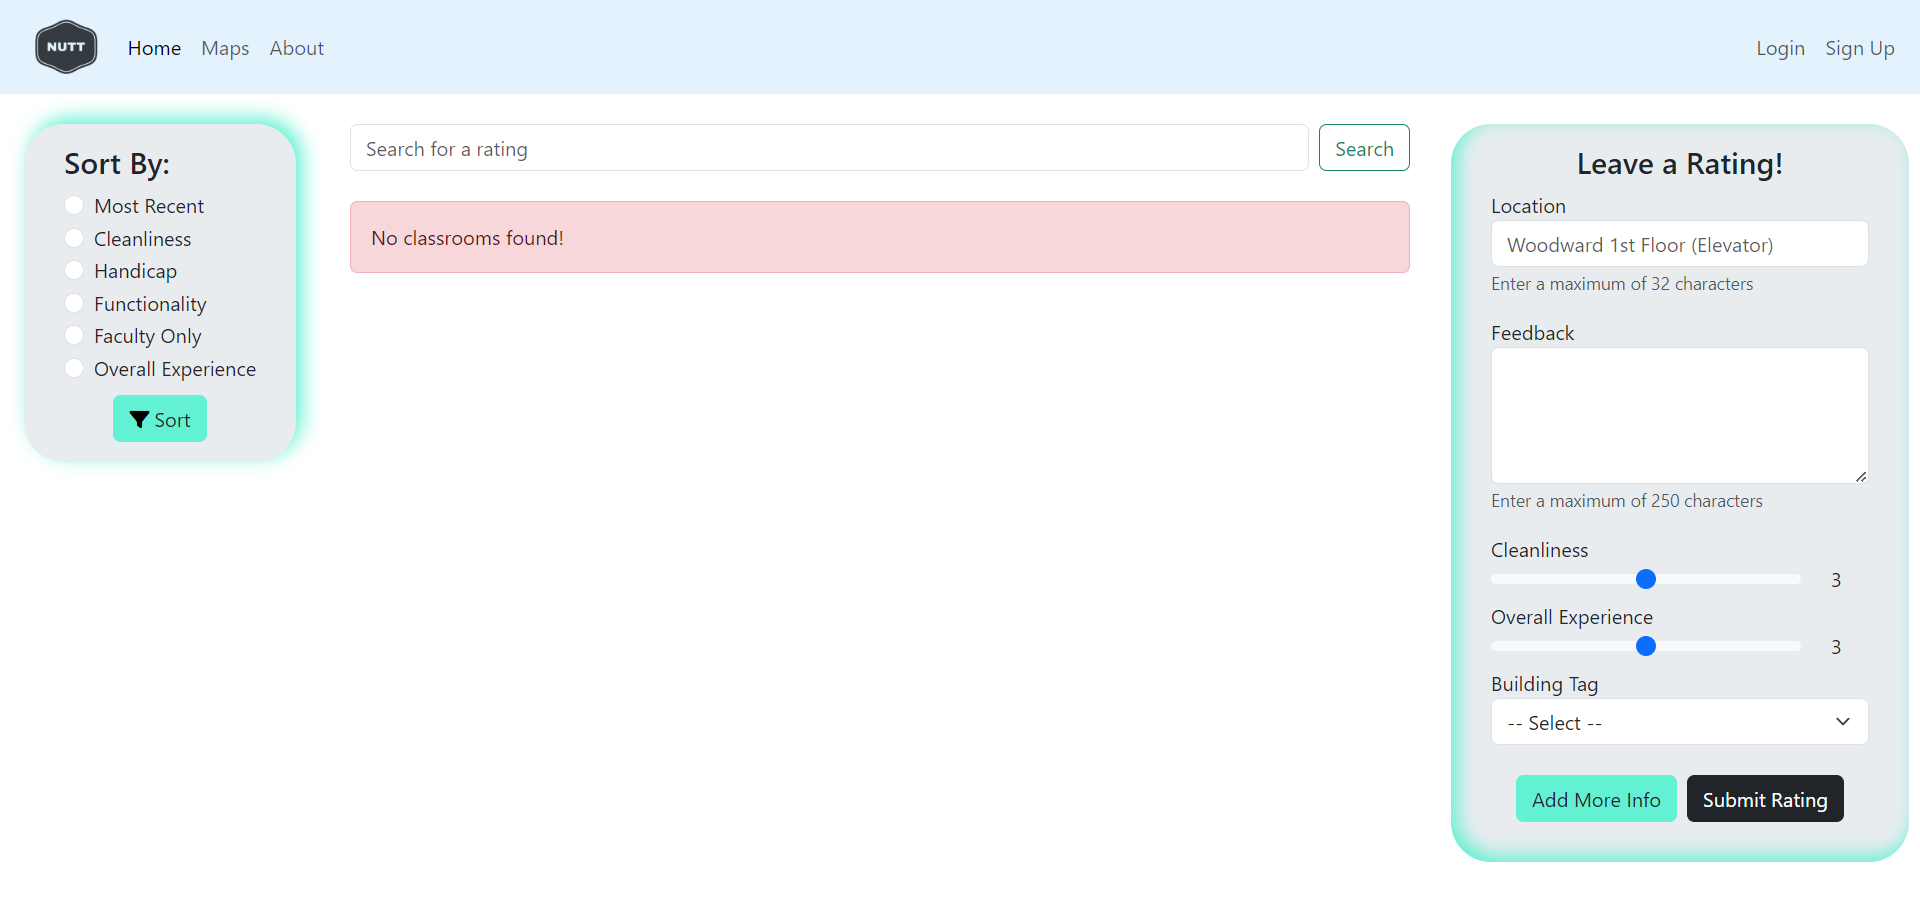 NUTT
Home Maps About
Login Sign Up
Sort By:
Most Recent
Cleanliness
Handicap
Functionality
Faculty Only
Overall Experience
Sort
Search for a rating
Search
No classrooms found!
Leave a Rating!
Location
Woodward 1st Floor (Elevator)
Enter a maximum of 32 characters
Feedback
Enter a maximum of 250 characters
Cleanliness
3
Overall Experience
3
Building Tag
-- Select --
Add More Info
Submit Rating